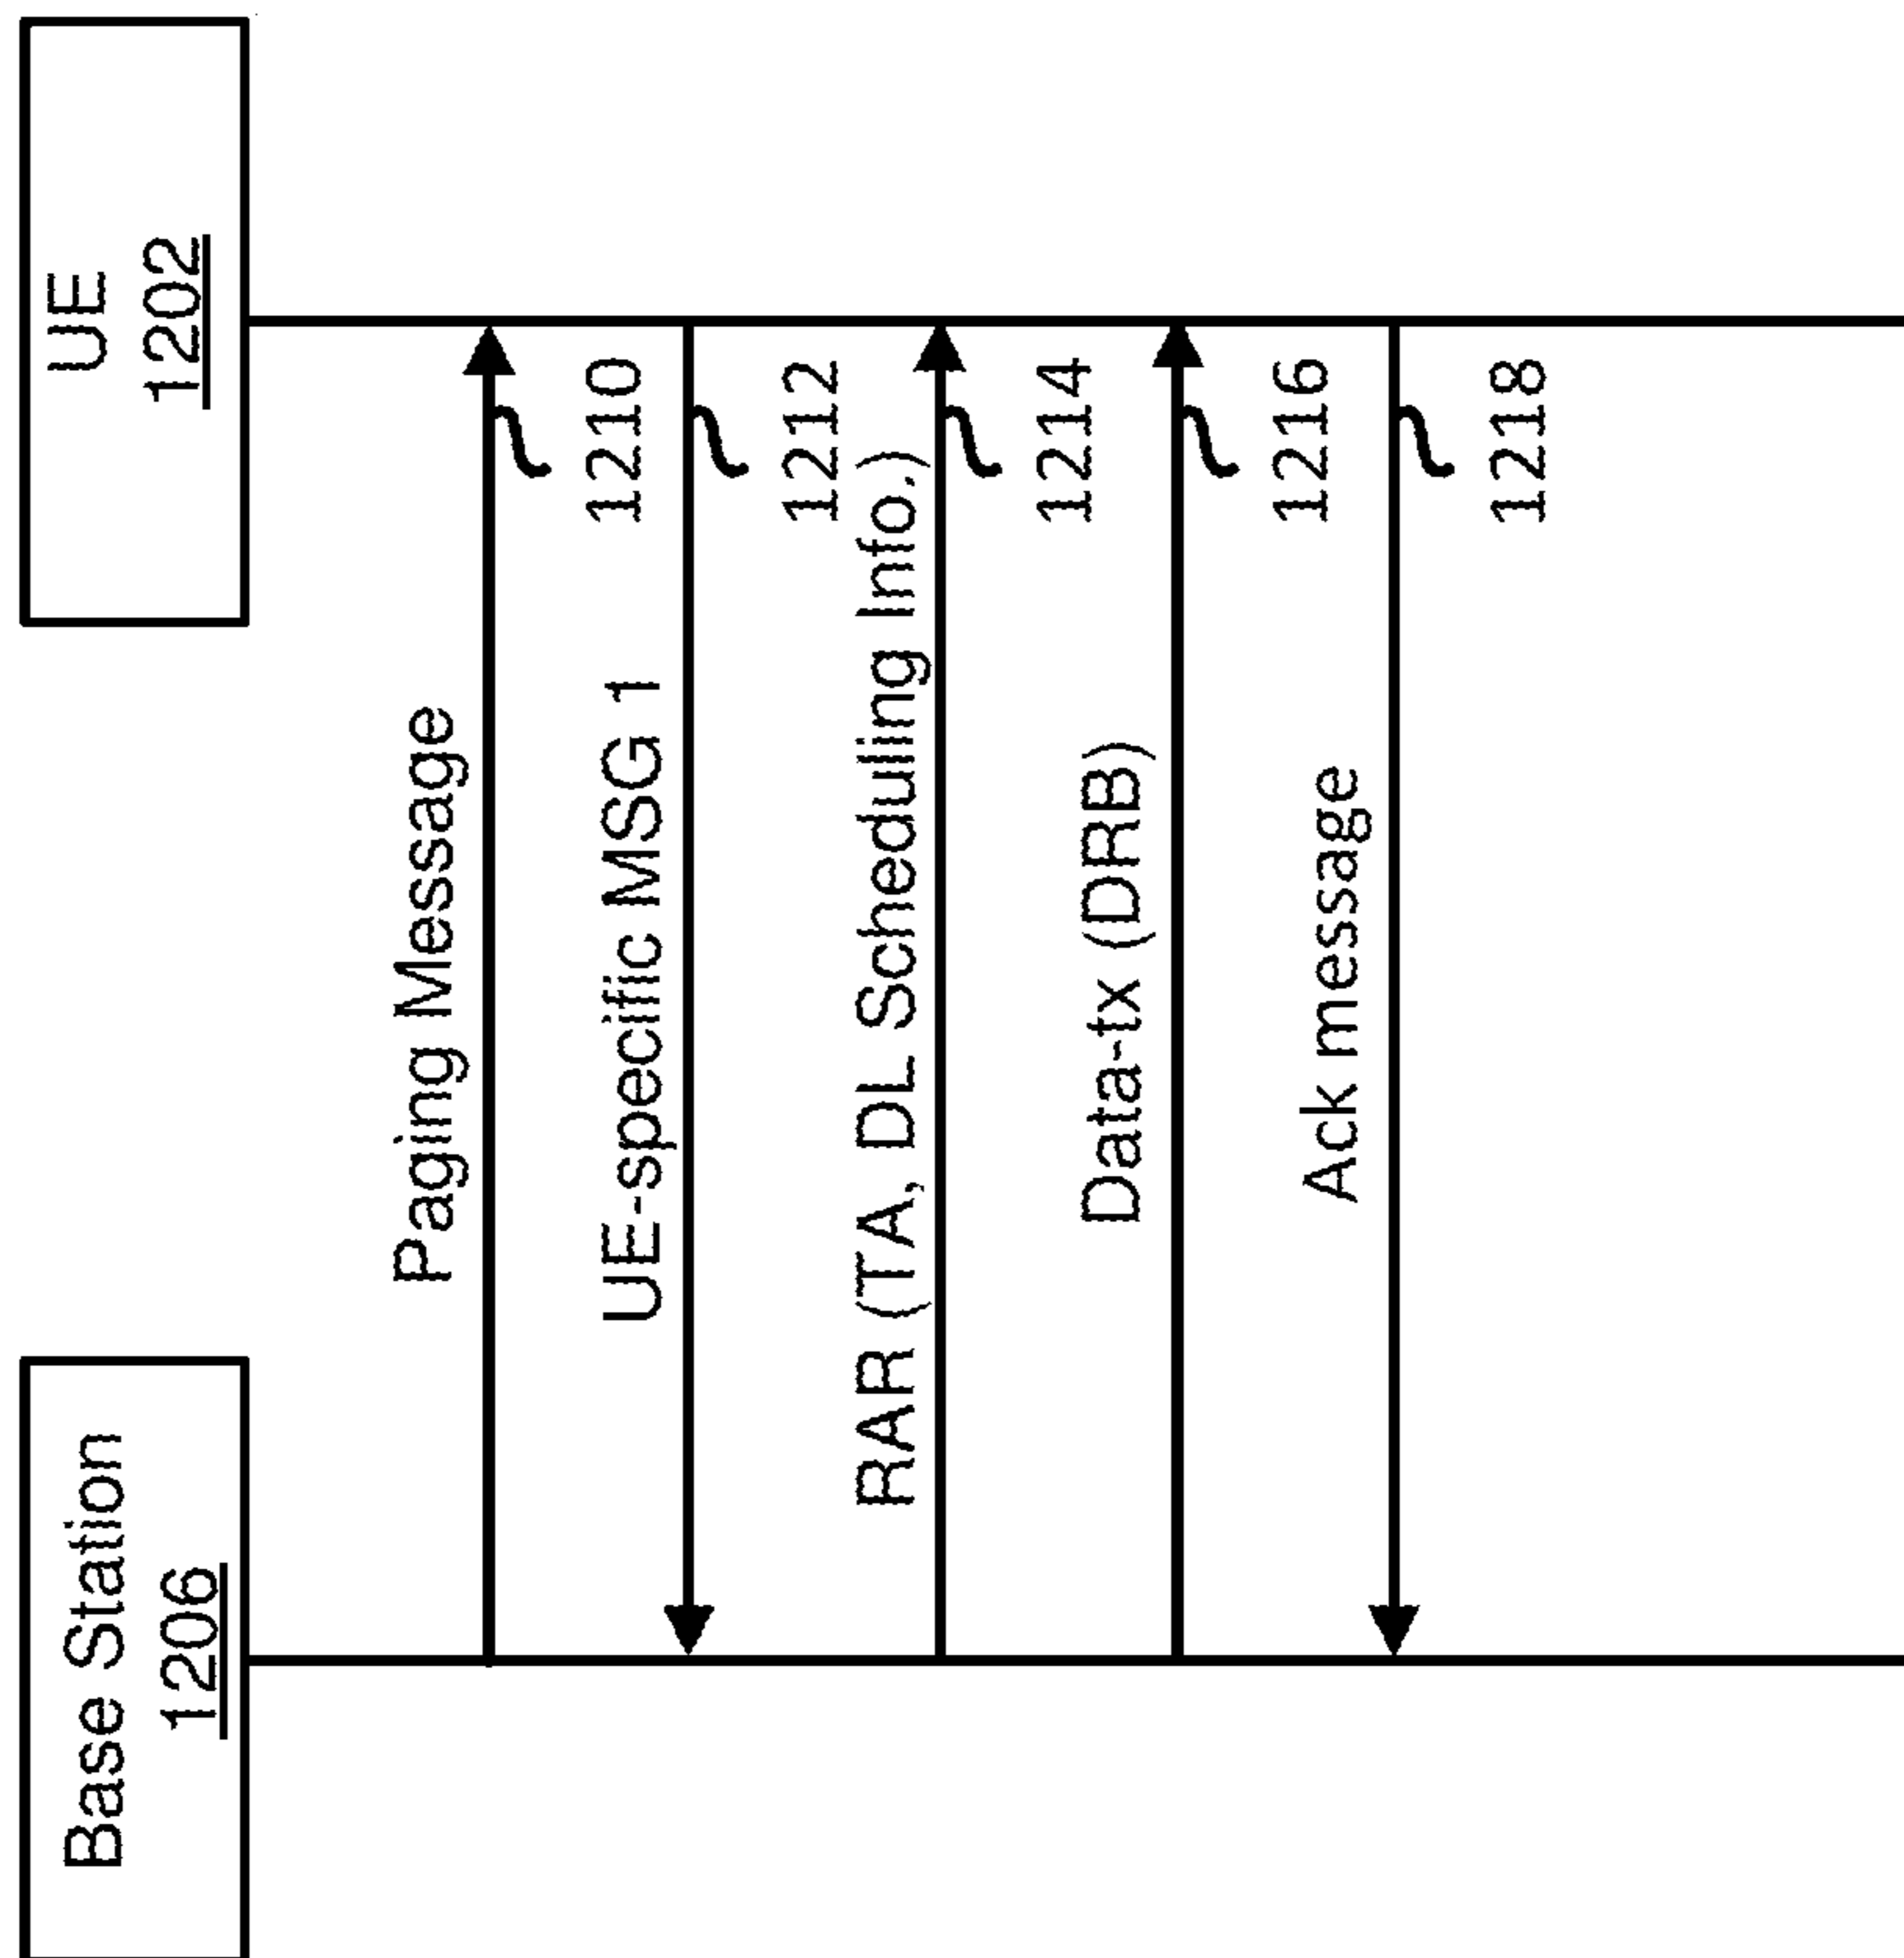 Base Station
1206
UE
1202
Paging Message
1210
UE-specific MSG 1
1212
RAR (TA, DL Scheduling Info.)
1214
Data-tx (DRB)
1216
Ack message
1218